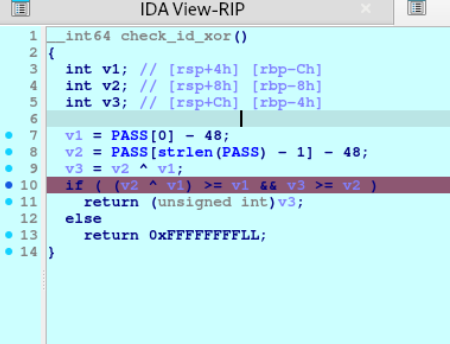 IDA View-RIP
1 __int64 check_id_xor()
2 {
3 int v1; // [rsp+4h] [rbp-Ch]
4 int v2; // [rsp+8h] [rbp-8h]
5 int v3; // [rsp+Ch] [rbp-4h]
6
7 v1 = PASS[0] - 48;
8 v2 = PASS[strlen(PASS) - 1] - 48;
9 v3 = v2 ^ v1;
10 if ( (v2 ^ v1) >= v1 && v3 >= v2 )
11 return (unsigned int)v3;
12 else
13 return 0xFFFFFFFFLL;
14 }